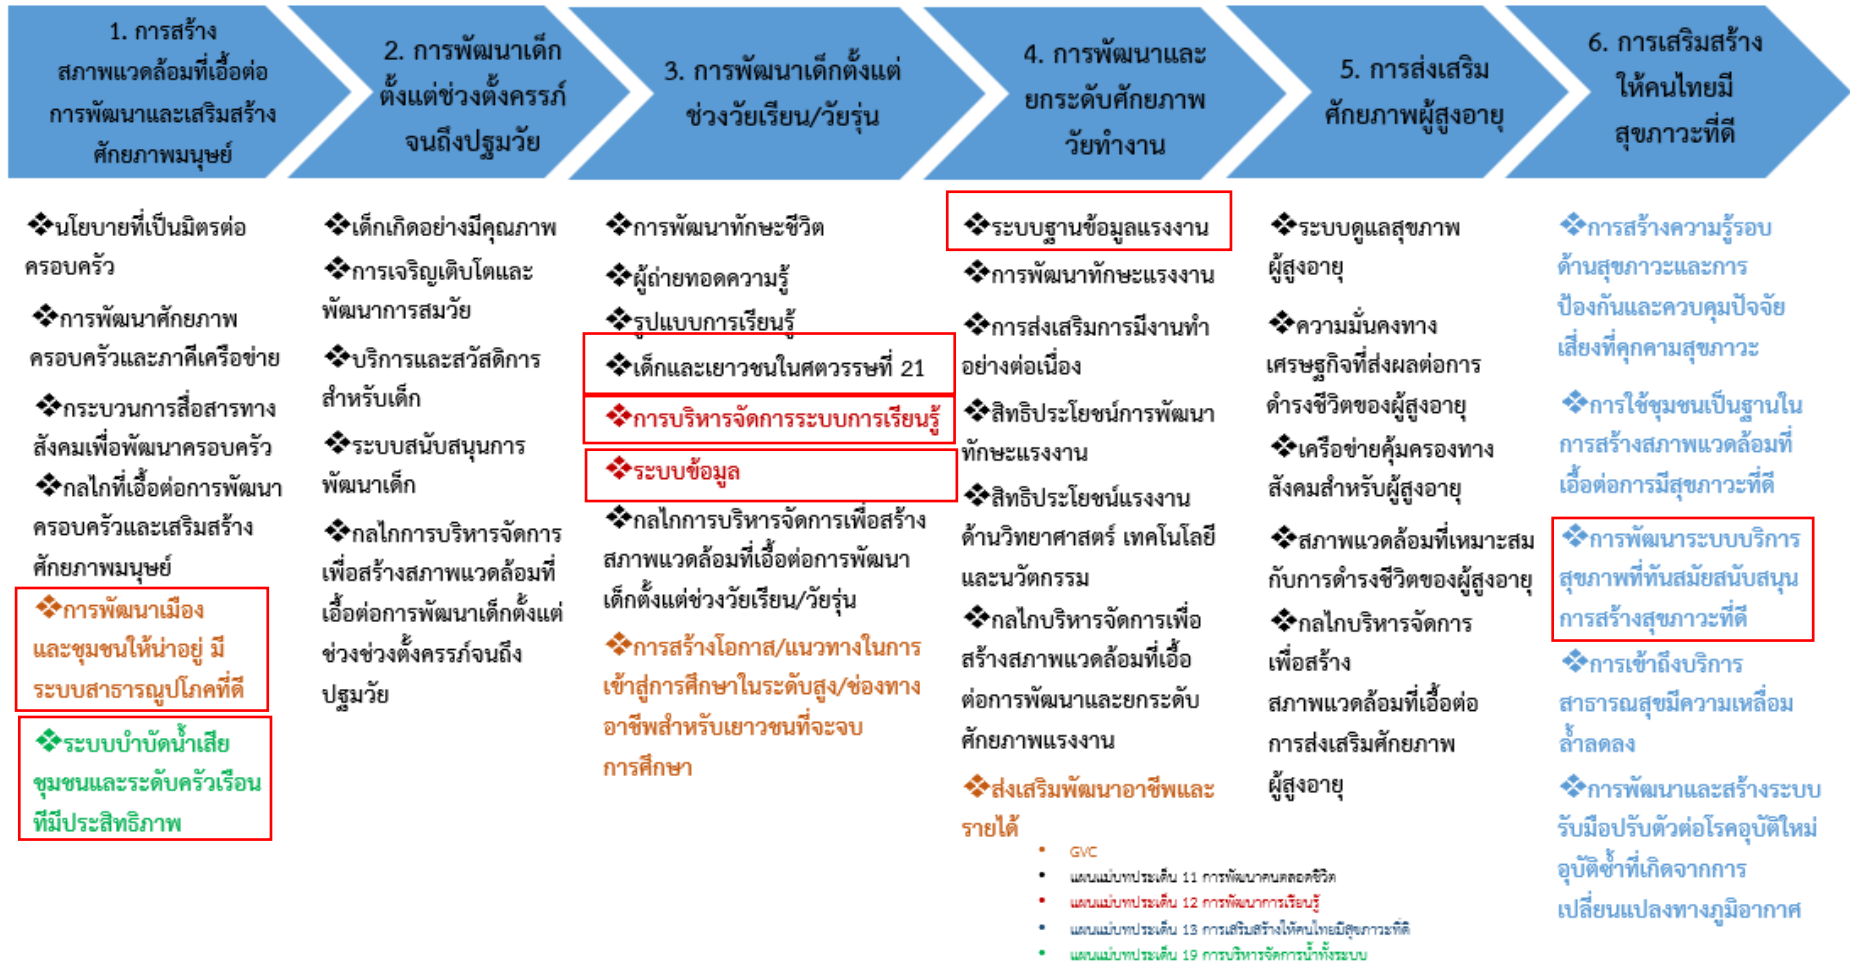 1. การสร้าง
สภาพแวดล้อมที่เอื้อต่อ
การพัฒนาและเสริมสร้าง
ศักยภาพมนุษย์
2. การพัฒนาเด็ก
ตั้งแต่ช่วงตั้งครรภ์
จนถึงปฐมวัย
3. การพัฒนาเด็กตั้งแต่
ช่วงวัยเรียน/วัยรุ่น
4. การพัฒนาและ
ยกระดับศักยภาพ
วัยทำงาน
5. การส่งเสริม
ศักยภาพผู้สูงอายุ
6. การเสริมสร้าง
ให้คนไทยมี
สุขภาวะที่ดี
❖นโยบายที่เป็นมิตรต่อ
ครอบครัว
❖การพัฒนาศักยภาพ
ครอบครัวและภาคีเครือข่าย
❖กระบวนการสื่อสารทาง
สังคมเพื่อพัฒนาครอบครัว
❖กลไกที่เอื้อต่อการพัฒนา
ครอบครัวและเสริมสร้าง
ศักยภาพมนุษย์
❖การพัฒนาเมือง
และชุมชนให้น่าอยู่ มี
ระบบสาธารณูปโภคที่ดี
❖ระบบบำบัดน้ำเสีย
ชุมชนและระดับครัวเรือน
ทีมีประสิทธิภาพ
❖เด็กเกิดอย่างมีคุณภาพ
❖การเจริญเติบโตและ
พัฒนาการสมวัย
❖บริการและสวัสดิการ
สำหรับเด็ก
❖ระบบสนับสนุนการ
พัฒนาเด็ก
❖กลไกการบริหารจัดการ
เพื่อสร้างสภาพแวดล้อมที่
เอื้อต่อการพัฒนาเด็กตั้งแต่
ช่วงช่วงตั้งครรภ์จนถึง
ปฐมวัย
❖การพัฒนาทักษะชีวิต
❖ผู้ถ่ายทอดความรู้
❖รูปแบบการเรียนรู้
❖เด็กและเยาวชนในศตวรรษที่ 21
❖การบริหารจัดการระบบการเรียนรู้
❖ระบบข้อมูล
❖กลไกการบริหารจัดการเพื่อสร้าง
สภาพแวดล้อมที่เอื้อต่อการพัฒนา
เด็กตั้งแต่ช่วงวัยเรียน/วัยรุ่น
❖การสร้างโอกาส/แนวทางในการ
เข้าสู่การศึกษาในระดับสูง/ช่องทาง
อาชีพสำหรับเยาวชนที่จะจบ
การศึกษา
❖ระบบฐานข้อมูลแรงงาน
❖การพัฒนาทักษะแรงงาน
❖การส่งเสริมการมีงานทำ
อย่างต่อเนื่อง
❖สิทธิประโยชน์การพัฒนา
ทักษะแรงงาน
❖สิทธิประโยชน์แรงงาน
ด้านวิทยาศาสตร์ เทคโนโลยี
และนวัตกรรม
❖กลไกบริหารจัดการเพื่อ
สร้างสภาพแวดล้อมที่เอื้อ
ต่อการพัฒนาและยกระดับ
ศักยภาพแรงงาน
❖ส่งเสริมพัฒนาอาชีพและ
รายได้
❖ระบบดูแลสุขภาพ
ผู้สูงอายุ
❖ความมั่นคงทาง
เศรษฐกิจที่ส่งผลต่อการ
ดำรงชีวิตของผู้สูงอายุ
❖เครือข่ายคุ้มครองทาง
สังคมสำหรับผู้สูงอายุ
❖สภาพแวดล้อมที่เหมาะสม
กับการดำรงชีวิตของผู้สูงอายุ
❖กลไกบริหารจัดการ
เพื่อสร้าง
สภาพแวดล้อมที่เอื้อต่อ
การส่งเสริมศักยภาพ
ผู้สูงอายุ
❖การสร้างความรู้รอบ
ด้านสุขภาวะและการ
ป้องกันและควบคุมปัจจัย
เสี่ยงที่คุกคามสุขภาวะ
❖การใช้ชุมชนเป็นฐานใน
การสร้างสภาพแวดล้อมที่
เอื้อต่อการมีสุขภาวะที่ดี
❖การพัฒนาระบบบริการ
สุขภาพที่ทันสมัยสนับสนุน
การสร้างสุขภาวะที่ดี
❖การเข้าถึงบริการ
สาธารณสุขมีความเหลื่อม
ล้ำลดลง
❖การพัฒนาและสร้างระบบ
รับมือปรับตัวต่อโรคอุบัติใหม่
อุบัติซ้ำที่เกิดจากการ
เปลี่ยนแปลงทางภูมิอากาศ
• GVC
• แผนแม่บทประเด็น 11 การพัฒนาคนตลอดชีวิต
• แผนแม่บทประเด็น 12 การพัฒนาการเรียนรู้
• แผนแม่บทประเด็น 13 การเสริมสร้างให้คนไทยมีสุขภาวะที่ดี
• แผนแม่บทประเด็น 19 การบริหารจัดการน้ำทั้งระบบ